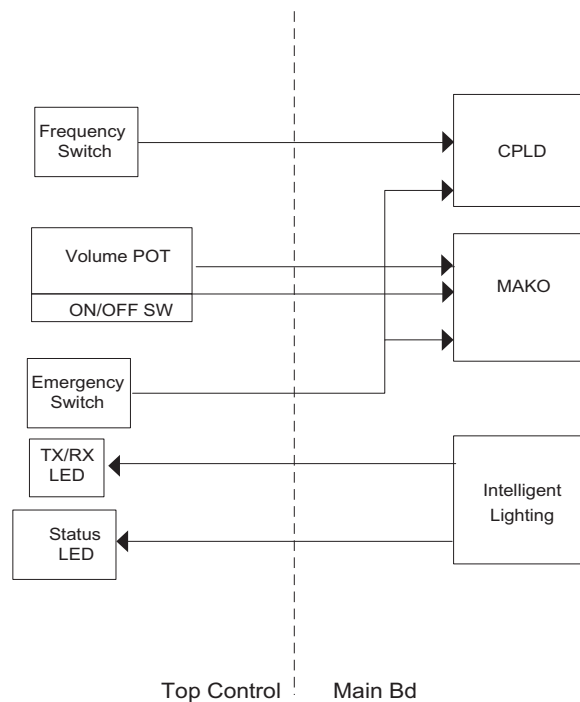 Frequency
Switch
CPLD
Volume POT
ON/OFF SW
MAKO
Emergency
Switch
TX/RX
LED
Intelligent
Lighting
Status
LED
Top Control
Main Bd